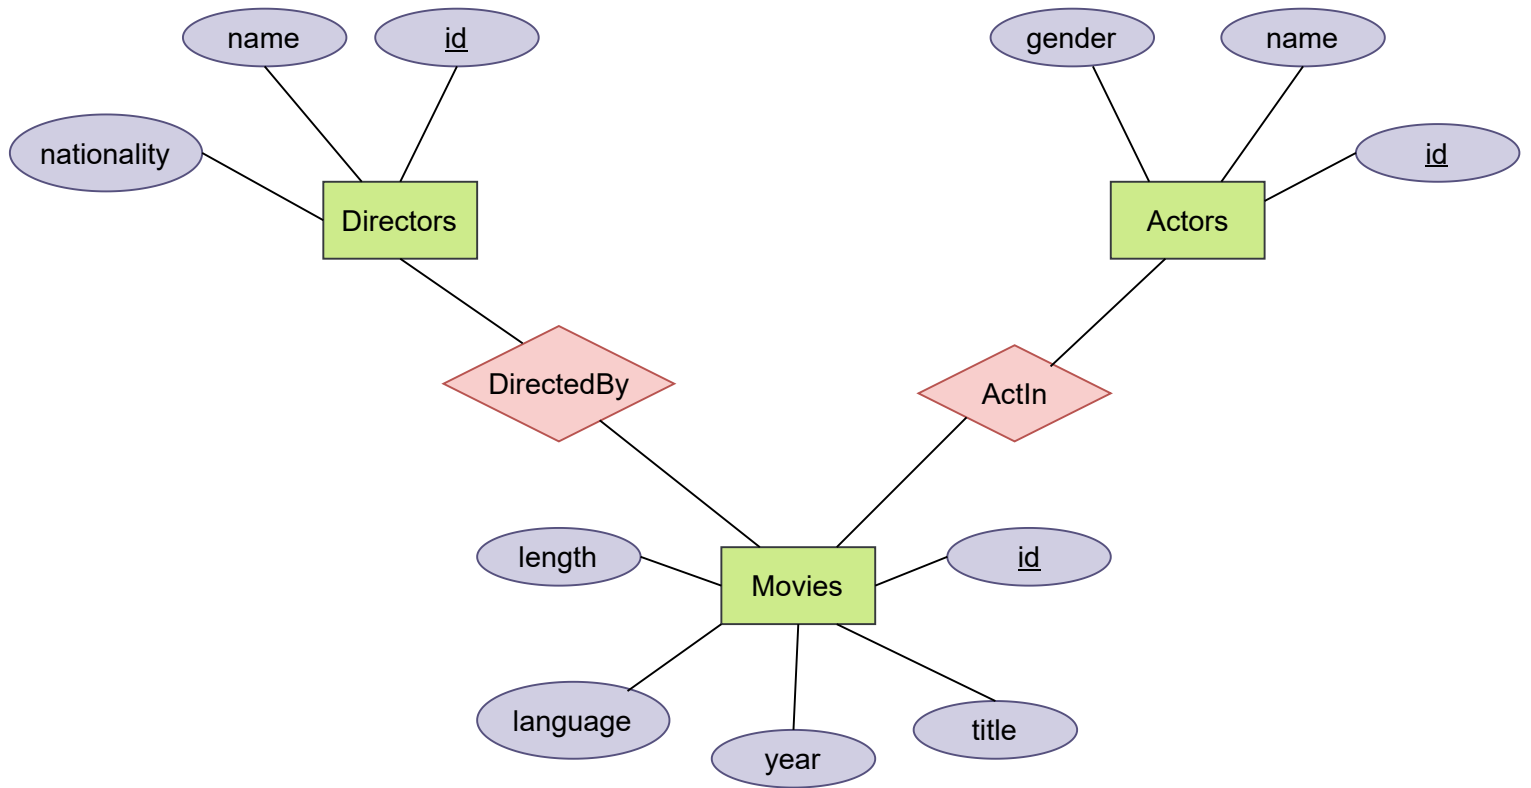 name
id
gender
name
nationality
id
Directors
Actors
DirectedBy
ActIn
length
id
Movies
language
title
year